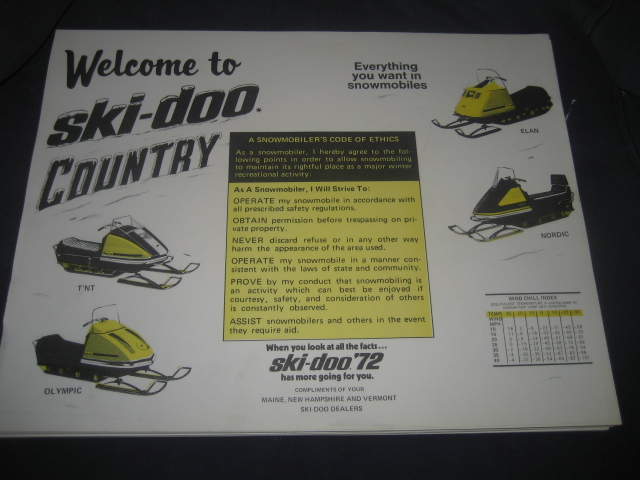 Welcome to
ski-doo*
COUNTRY
Everything
you want in
snowmobiles
ELAN
NORDIC
T'NT
OLYMPIC
A SNOWMOBILER'S CODE OF ETHICS
As a snowmobiler, I hereby agree to the fol-
lowing points in order to allow snowmobiling
to maintain its rightful place as a major winter
recreational activity:
As A Snowmobiler, I Will Strive To:
OPERATE my snowmobile in accordance with
all prescribed safety regulations.
OBTAIN permission before trespassing on pri-
vate property.
NEVER discard refuse or in any other way
harm the appearance of the area used.
OPERATE my snowmobile in a manner con-
sistent with the laws of state and community.
PROVE by my conduct that snowmobiling is
an activity which can best be enjoyed if
courtesy, safety, and consideration of others
is constantly observed.
ASSIST snowmobilers and others in the event
they require aid.
When you look at all the facts...
ski-doo '72
has more going for you.
COMPLIMENTS OF YOUR
MAINE, NEW HAMPSHIRE AND VERMONT
SKI-DOO DEALERS
WIND CHILL INDEX
TEMP.
WIND
MPH